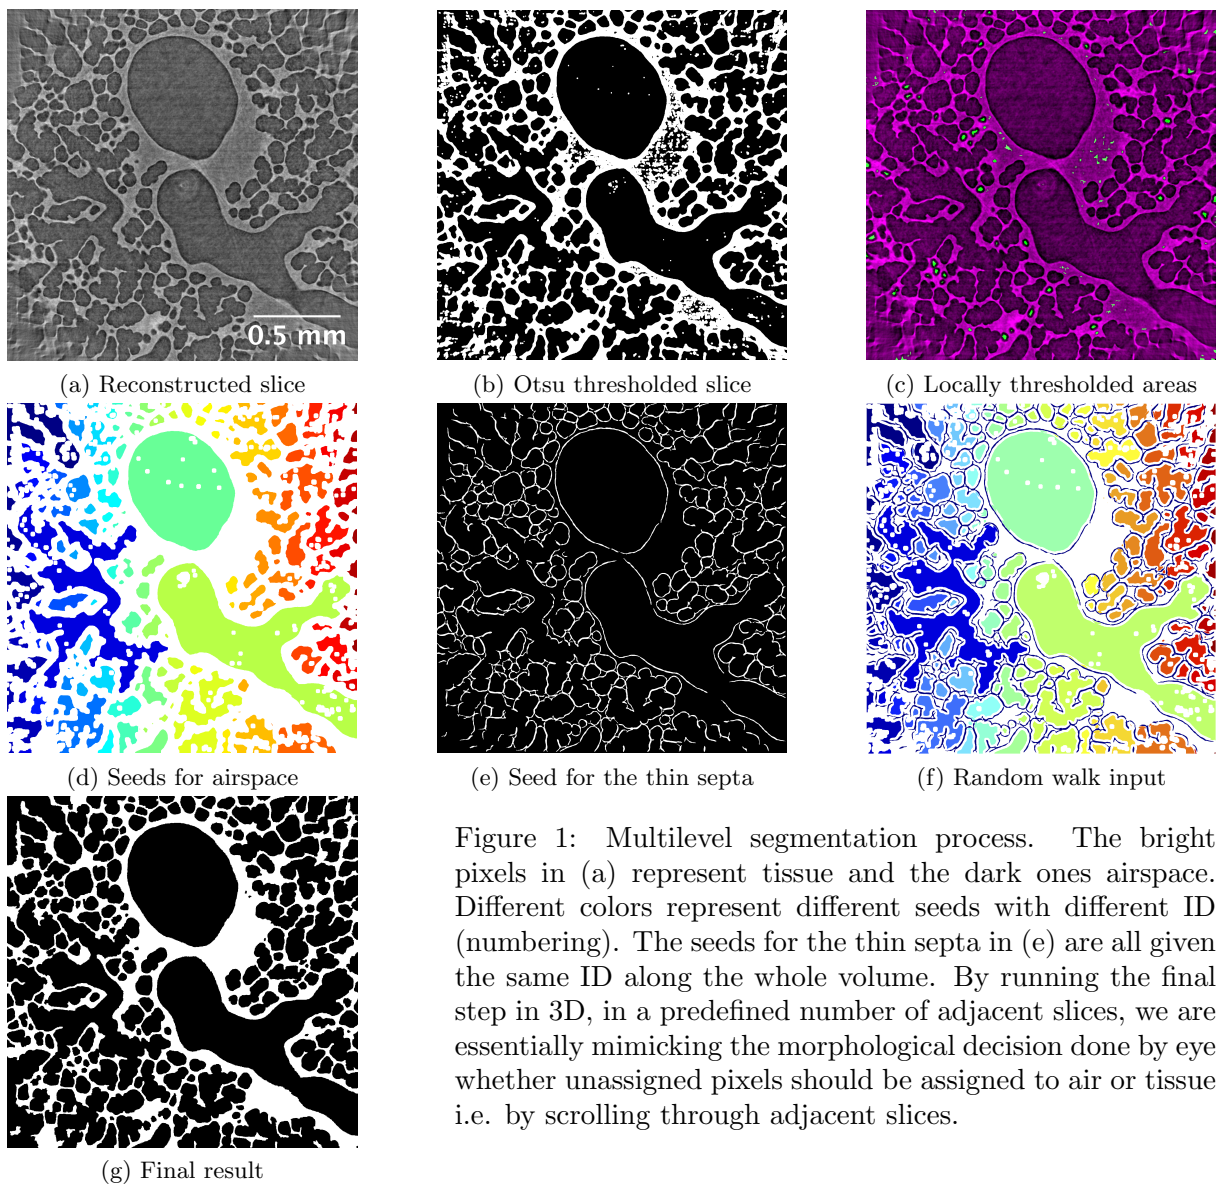 0.5 mm
(a) Reconstructed slice
(b) Otsu thresholded slice
(c) Locally thresholded areas
(d) Seeds for airspace
(e) Seed for the thin septa
(f) Random walk input
(g) Final result
Figure 1: Multilevel segmentation process. The bright
pixels in (a) represent tissue and the dark ones airspace.
Different colors represent different seeds with different ID
(numbering). The seeds for the thin septa in (e) are all given
the same ID along the whole volume. By running the final
step in 3D, in a predefined number of adjacent slices, we are
essentially mimicking the morphological decision done by eye
whether unassigned pixels should be assigned to air or tissue
i.e. by scrolling through adjacent slices.